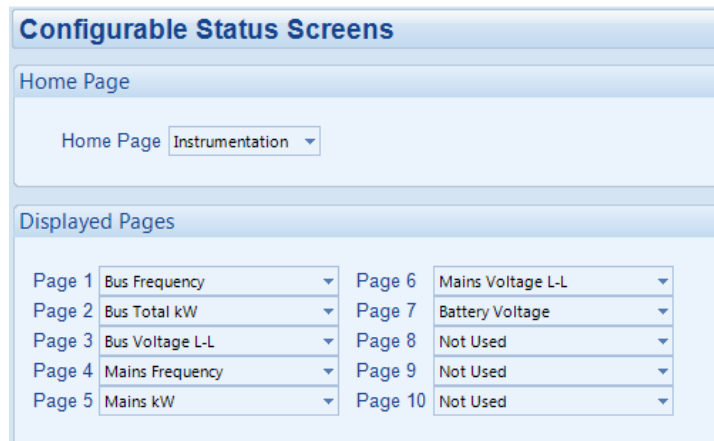 Configurable Status Screens
Home Page
Home Page Instrumentation
Displayed Pages
Page 1 Bus Frequency Page 6 Mains Voltage L-L
Page 2 Bus Total kW Page 7 Battery Voltage
Page 3 Bus Voltage L-L Page 8 Not Used
Page 4 Mains Frequency Page 9 Not Used
Page 5 Mains kW Page 10 Not Used